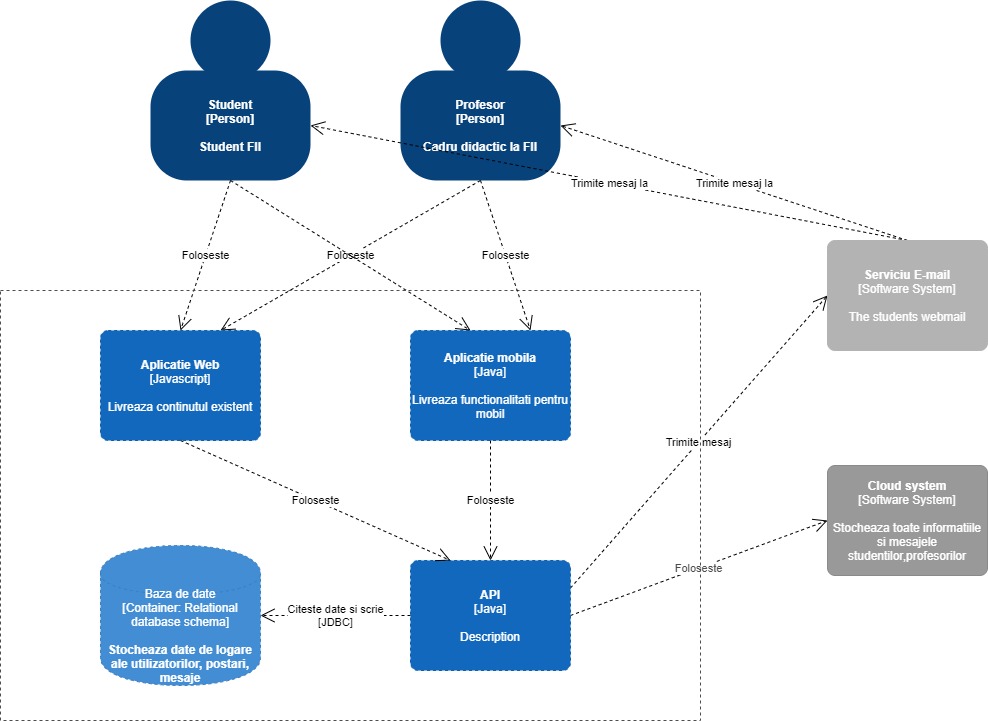 Student
[Person]
Student FII
Profesor
[Person]
Cadru didactic la FII
Trimite mesaj la
Trimite mesaj la
Foloseste
Foloseste
Foloseste
Serviciu E-mail
[Software System]
The students webmail
Aplicatie Web
[Javascript]
Livreaza continutul existent
Aplicatie mobila
[Java]
Livreaza functionalitati pentru
mobil
Trimite mesaj
Foloseste
Foloseste
Cloud system
[Software System]
Stocheaza toate informatiile
si mesajele
studentilor,profesorilor
Foloseste
Baza de date
[Container: Relational
database schema]
Stocheaza date de logare
ale utilizatorilor, postari,
mesaje
Citeste date si scrie
[JDBC]
API
[Java]
Description